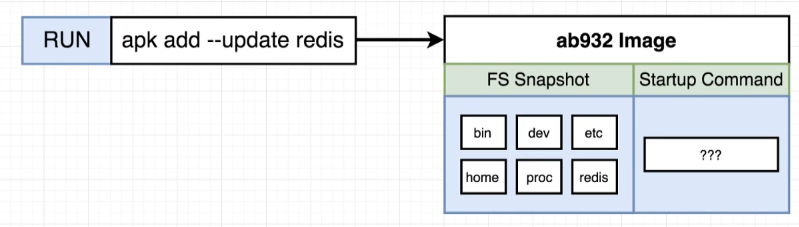 RUN apk add --update redis
ab932 Image
FS Snapshot Startup Command
bin dev etc
???
home proc redis